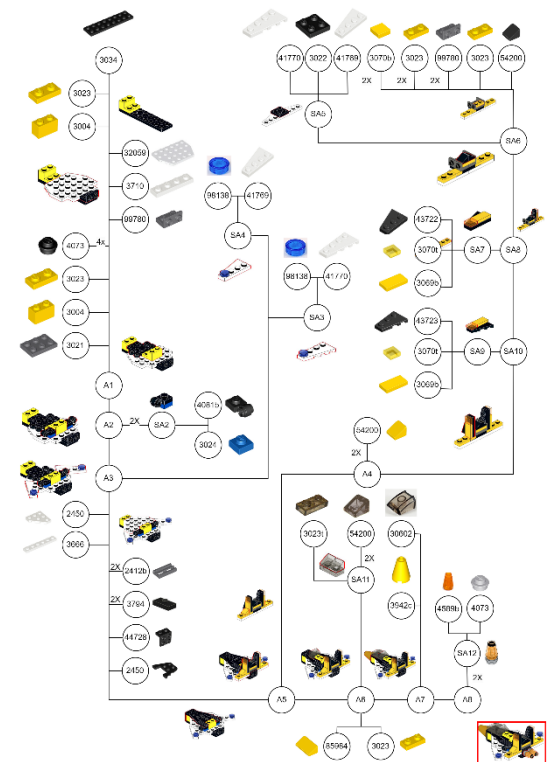 3034
41770 3022 41789 3070b 3023 99780 3023 54200
2X 2X 2X
3023
SA5
3004
SA6
32059
3710
98138 41769
99780
43722
SA4
4073 4x
3070t SA7 SA8
3023
98138 41770
3069b
3004
SA3
43723
3021
3070t SA9 SA10
A1
3069b
4081b
A2 2X SA2
54200
3024
2X
A3
A4
2450
3023t 54200 30602
3666
2X
2X 2412b
SA11
2X 3794
3942c
4589b 4073
44728
SA12
2450
2X
A5 A6 A7 A8
85984 3023